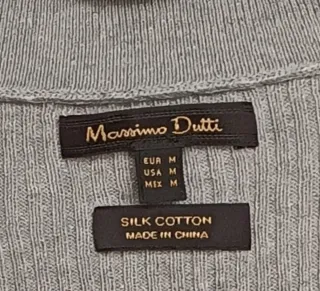 Massimo Dutti
EUR M
USA M
MEX M
SILK COTTON
MADE IN CHINA